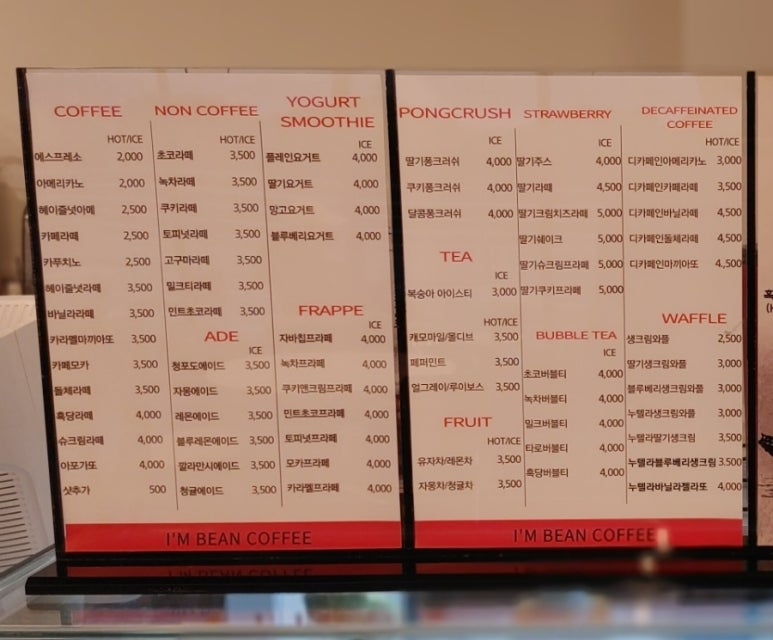 COFFEE
HOT/ICE
에스프레소 2,000
아메리카노 2,000
헤이즐넛아메 2,500
카페라떼 2,500
카푸치노 2,500
헤이즐넛라떼 3,500
바닐라라떼 3,500
카라멜마끼아또 3,500
카페모카 3,500
돌체라떼 3,500
흑당라떼 4,000
슈크림라떼 4,000
아포가또 4,000
샷추가 500
NON COFFEE
HOT/ICE
초코라떼 3,500
녹차라떼 3,500
쿠키라떼 3,500
토피넛라떼 3,500
고구마라떼 3,500
밀크티라떼 3,500
민트초코라떼 3,500
ADE
ICE
청포도에이드 3,500
자몽에이드 3,500
레몬에이드 3,500
블루레몬에이드 3,500
깔라만시에이드 3,500
청귤에이드 3,500
YOGURT
SMOOTHIE
ICE
플레인요거트 4,000
딸기요거트 4,000
망고요거트 4,000
블루베리요거트 4,000
FRAPPE
ICE
자바칩프라페 4,000
녹차프라페 4,000
쿠키앤크림프라페 4,000
민트초코프라페 4,000
토피넛프라페 4,000
모카프라페 4,000
카라멜프라페 4,000
I'M BEAN COFFEE
PONGCRUSH
ICE
딸기퐁크러쉬 4,000
쿠키퐁크러쉬 4,000
달콤퐁크러쉬 4,000
TEA
ICE
복숭아 아이스티 3,000
HOT/ICE
캐모마일/몰디브 3,500
페퍼민트 3,500
얼그레이/루이보스 3,500
FRUIT
HOT/ICE
유자차/레몬차 3,500
자몽차/청귤차 3,500
STRAWBERRY
ICE
딸기주스 4,000
딸기라떼 4,500
딸기크림치즈라떼 5,000
딸기쉐이크 5,000
딸기슈크림프라페 5,000
딸기쿠키프라페 5,000
BUBBLE TEA
ICE
초코버블티 4,000
녹차버블티 4,000
밀크버블티 4,000
타로버블티 4,000
흑당버블티 4,000
DECAFFEINATED
COFFEE
HOT/ICE
디카페인아메리카노 3,000
디카페인카페라떼 3,500
디카페인바닐라떼 4,500
디카페인돌체라떼 4,500
디카페인마끼아또 4,,500
WAFFLE
생크림와플 2,500
딸기생크림와플 3,000
블루베리생크림와플 3,000
누텔라생크림와플 3,000
누텔라딸기생크림 3,500
누텔라블루베리생크림 3.500
누텔라바닐라젤라또 4,000
I'M BEAN COFFEE